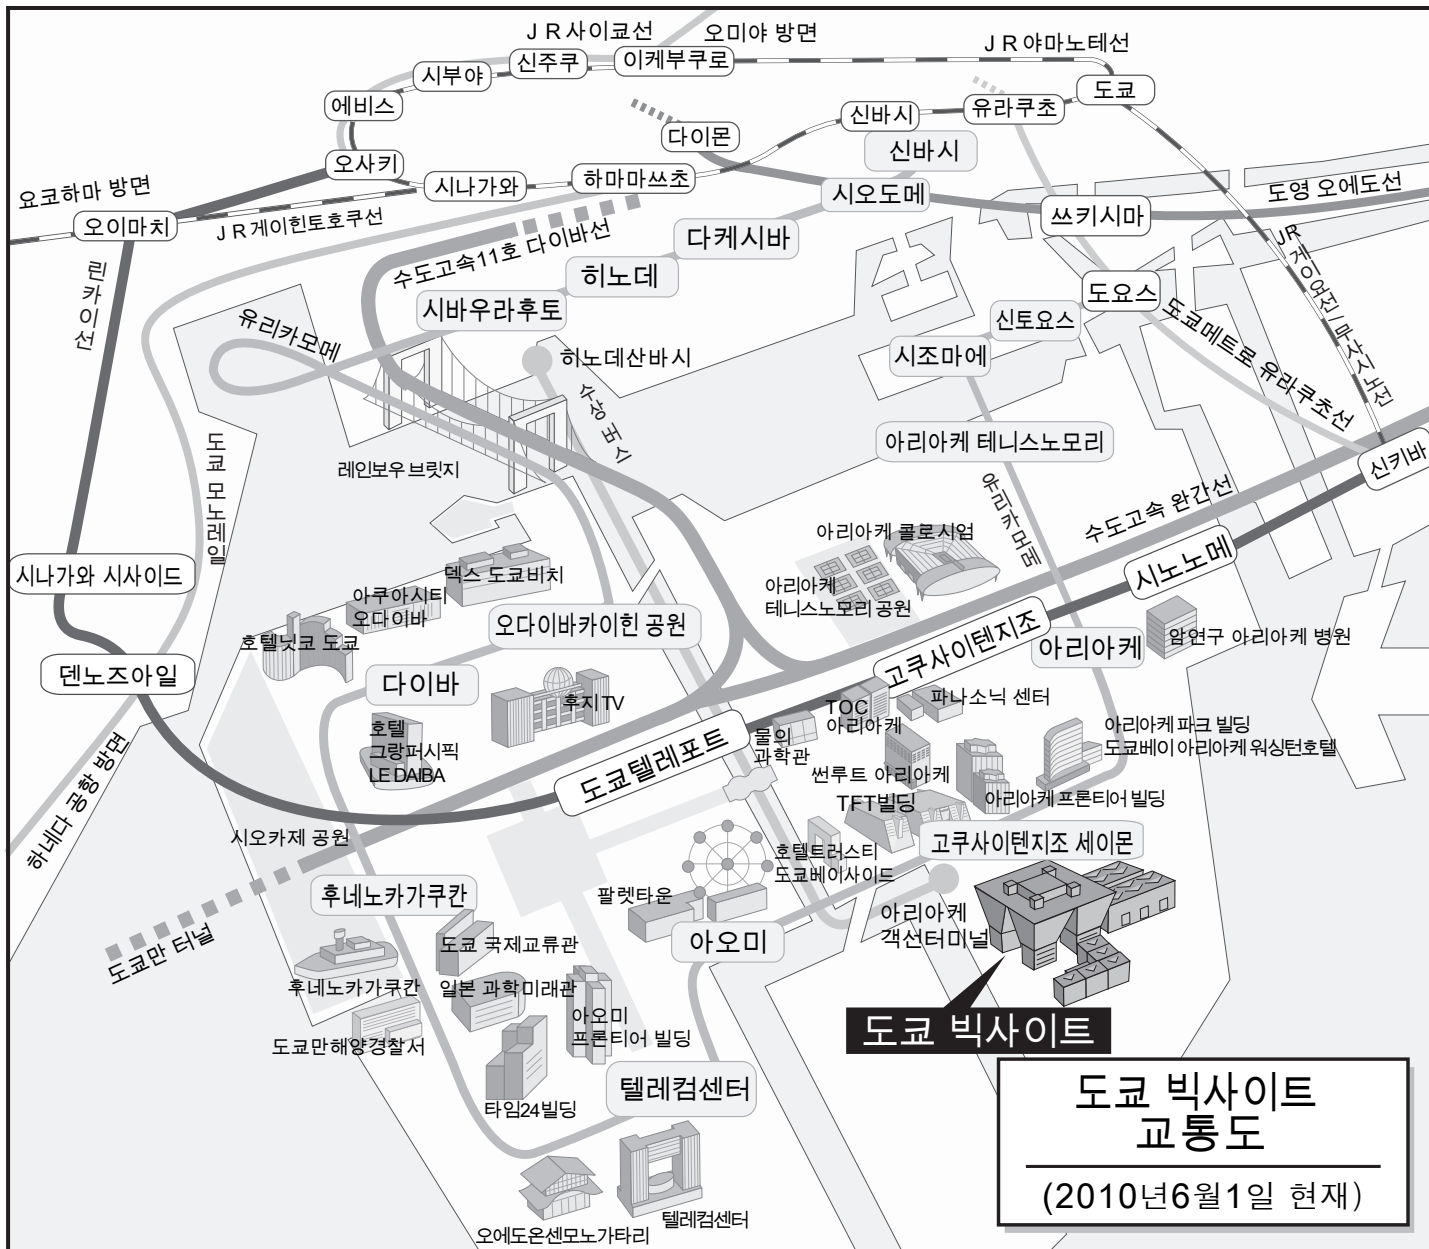 JR사이쿄선
오미야 방면
JR야마노테선
이케부쿠로
신주쿠
시부야
에비스
도쿄
유라쿠초
신바시
다이몬
신바시
오사키
시나가와
하마마쓰초
시오도메
쓰키시마
도영 오에도선
요코하마 방면
오이마치
JR게이힌토호쿠선
수도고속11호 다이바선
다케시바
히노데
시바우라후토
린카이선
유리카모메
히노데산바시
수상 버스
도요스
신토요스
시조마에
JR 게이여진/무사시노선
도쿄메트로 유라쿠초선
아리아케 테니스노모리
신키바
레인보우 브릿지
도쿄 모노레일
유리카모메
수도고속 완간선
아리아케 콜로시엄
아리아케
테니스노모리 공원
시노노메
시나가와 시사이드
덱스 도쿄비치
아쿠아시티
오다이바
오다이바카이힌 공원
호텔닛코 도쿄
고쿠사이텐지조
아리아케
암연구 아리아케 병원
덴노즈아일
다이바
후지TV
호텔
그랑퍼시픽
LE DAIBA
TOC
아리아케
파나소닉 센터
물의
과학관
도쿄텔레포트
아리아케 파크 빌딩
도쿄베이 아리아케 워싱턴호텔
썬루트 아리아케
아리아케 프론티어 빌딩
TFT빌딩
하네다 공항 방면
시오카제 공원
호텔트러스티
도쿄베이사이드
고쿠사이텐지조 세이몬
후네노카가쿠칸
팔렛타운
아오미
아리아케
객선터미널
도쿄만 터널
도쿄 국제교류관
후네노카가쿠칸
일본 과학미래관
아오미
프론티어 빌딩
도쿄만해양경찰서
도쿄 빅사이트
타임24빌딩
텔레컴센터
도쿄 빅사이트
교통도
(2010년6월1일 현재)
텔레컴센터
오에도온센모노가타리